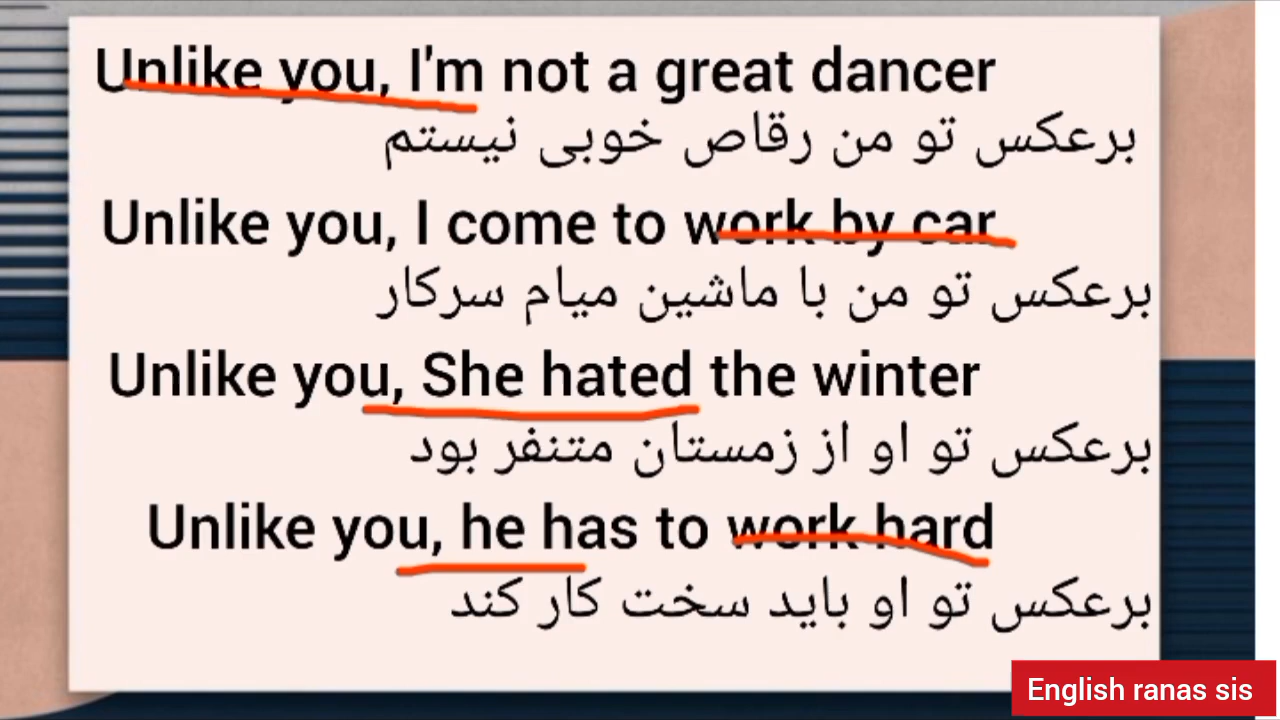 Unlike you, I'm not a great dancer
برعکس تو من رقاص خوبی نیستم
Unlike you, I come to work by car
برعکس تو من با ماشین میام سرکار
Unlike you, She hated the winter
برعکس تو او از زمستان متنفر بود
Unlike you, he has to work hard
برعکس تو او باید سخت کار کند
English ranas sis